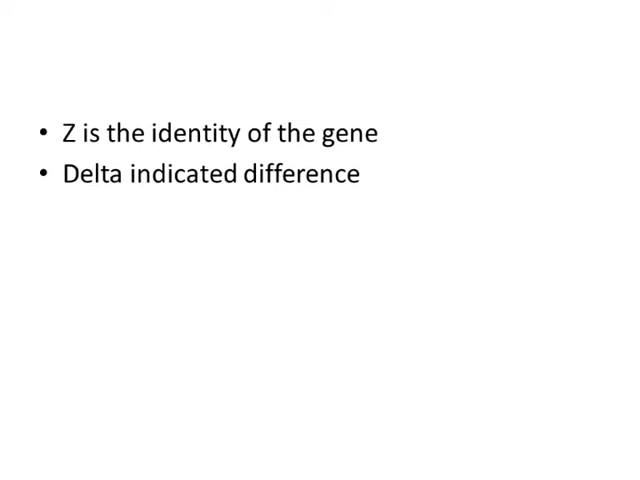 • Z is the identity of the gene
• Delta indicated difference